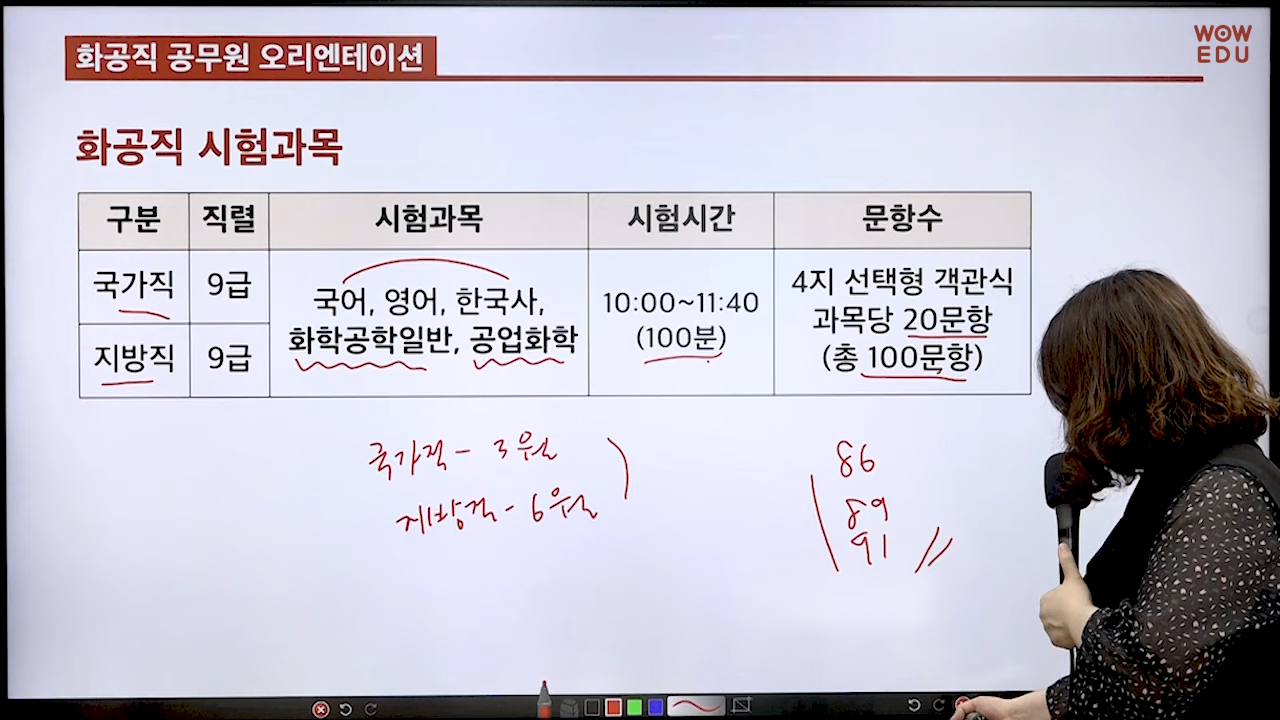 화공직 공무원 오리엔테이션
WOW
EDU
화공직 시험과목
구분 직렬 시험과목 시험시간 문항수
국가직 9급
지방직 9급
국어, 영어, 한국사,
화학공학일반, 공업화학
10:00~11:40
(100분)
4지 선택형 객관식
과목당 20문항
(총 100문항)
국가직 - 3월
지방직 - 6월
86
89
91